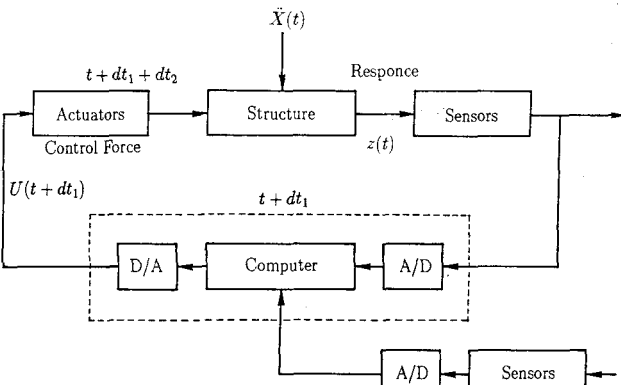 Ẍ(t)
t + dt₁ + dt₂
Responce
Actuators
Structure
Sensors
Control Force
z(t)
U(t + dt₁)
t + dt₁
D/A
Computer
A/D
A/D
Sensors